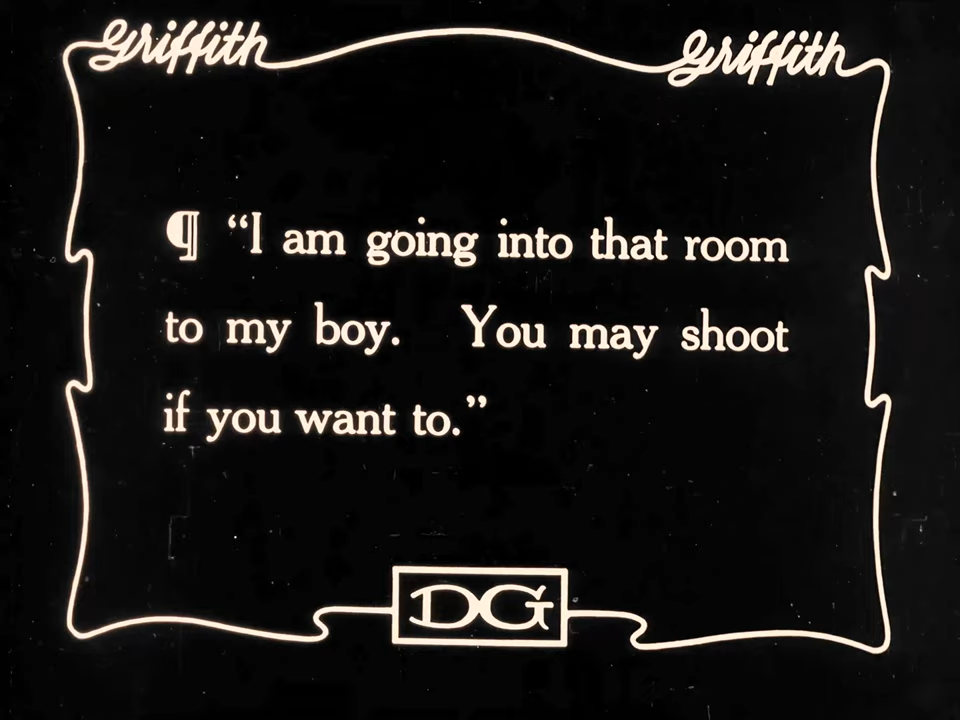 Griffith Griffith
¶ “I am going into that room
to my boy. You may shoot
if you want to.”
DG